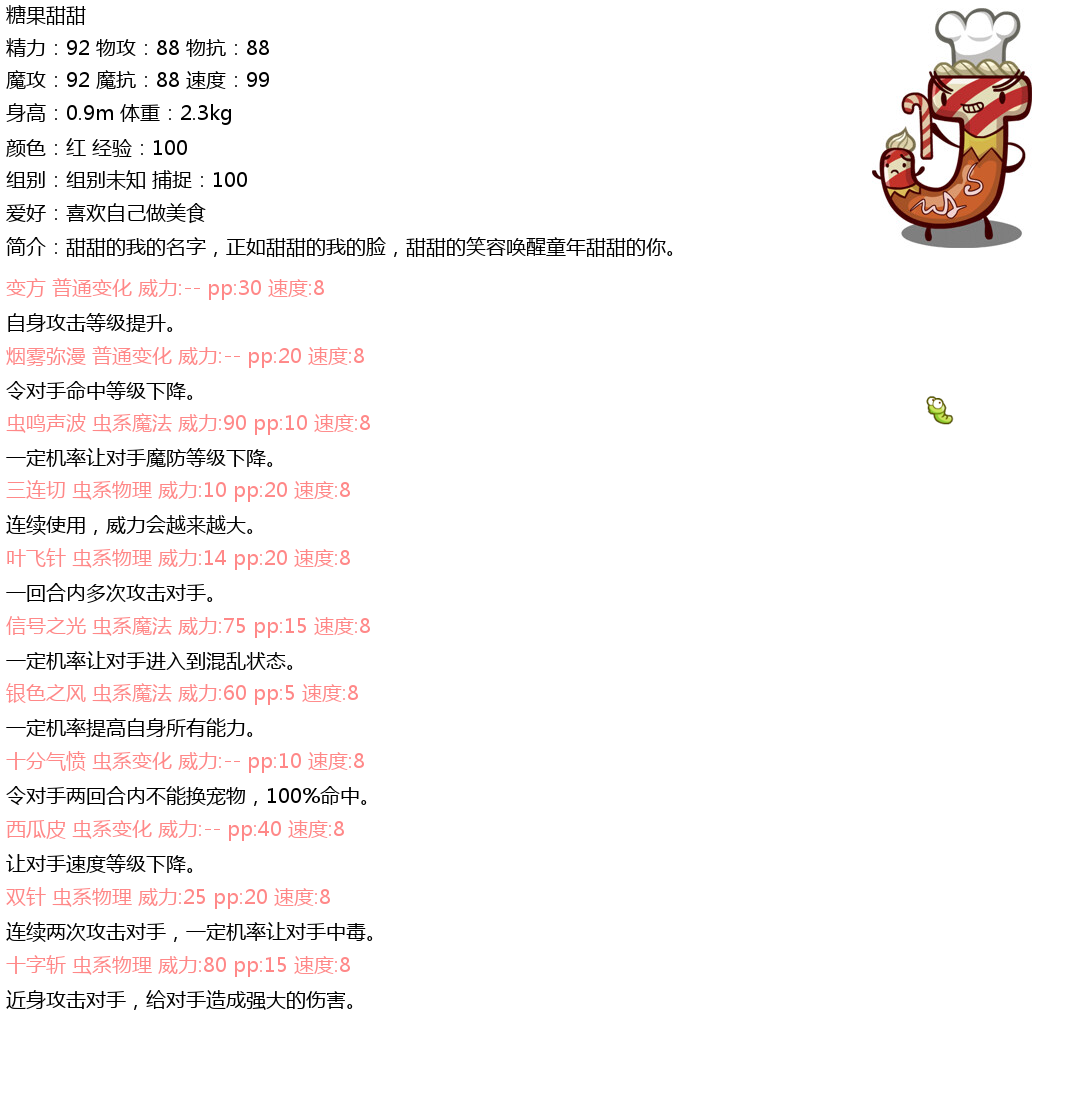 糖果甜甜
精力：92 物攻：88 物抗：88
魔攻：92 魔抗：88 速度：99
身高：0.9m 体重：2.3kg
颜色：红 经验：100
组别：组别未知 捕捉：100
爱好：喜欢自己做美食
简介：甜甜的我的名字，正如甜甜的我的脸，甜甜的笑容唤醒童年甜甜的你。
变方 普通变化 威力:-- pp:30 速度:8
自身攻击等级提升。
烟雾弥漫 普通变化 威力:-- pp:20 速度:8
令对手命中等级下降。
虫鸣声波 虫系魔法 威力:90 pp:10 速度:8
一定机率让对手魔防等级下降。
三连切 虫系物理 威力:10 pp:20 速度:8
连续使用，威力会越来越大。
叶飞针 虫系物理 威力:14 pp:20 速度:8
一回合内多次攻击对手。
信号之光 虫系魔法 威力:75 pp:15 速度:8
一定机率让对手进入到混乱状态。
银色之风 虫系魔法 威力:60 pp:5 速度:8
一定机率提高自身所有能力。
十分气愤 虫系变化 威力:-- pp:10 速度:8
令对手两回合内不能换宠物，100%命中。
西瓜皮 虫系变化 威力:-- pp:40 速度:8
让对手速度等级下降。
双针 虫系物理 威力:25 pp:20 速度:8
连续两次攻击对手，一定机率让对手中毒。
十字斩 虫系物理 威力:80 pp:15 速度:8
近身攻击对手，给对手造成强大的伤害。